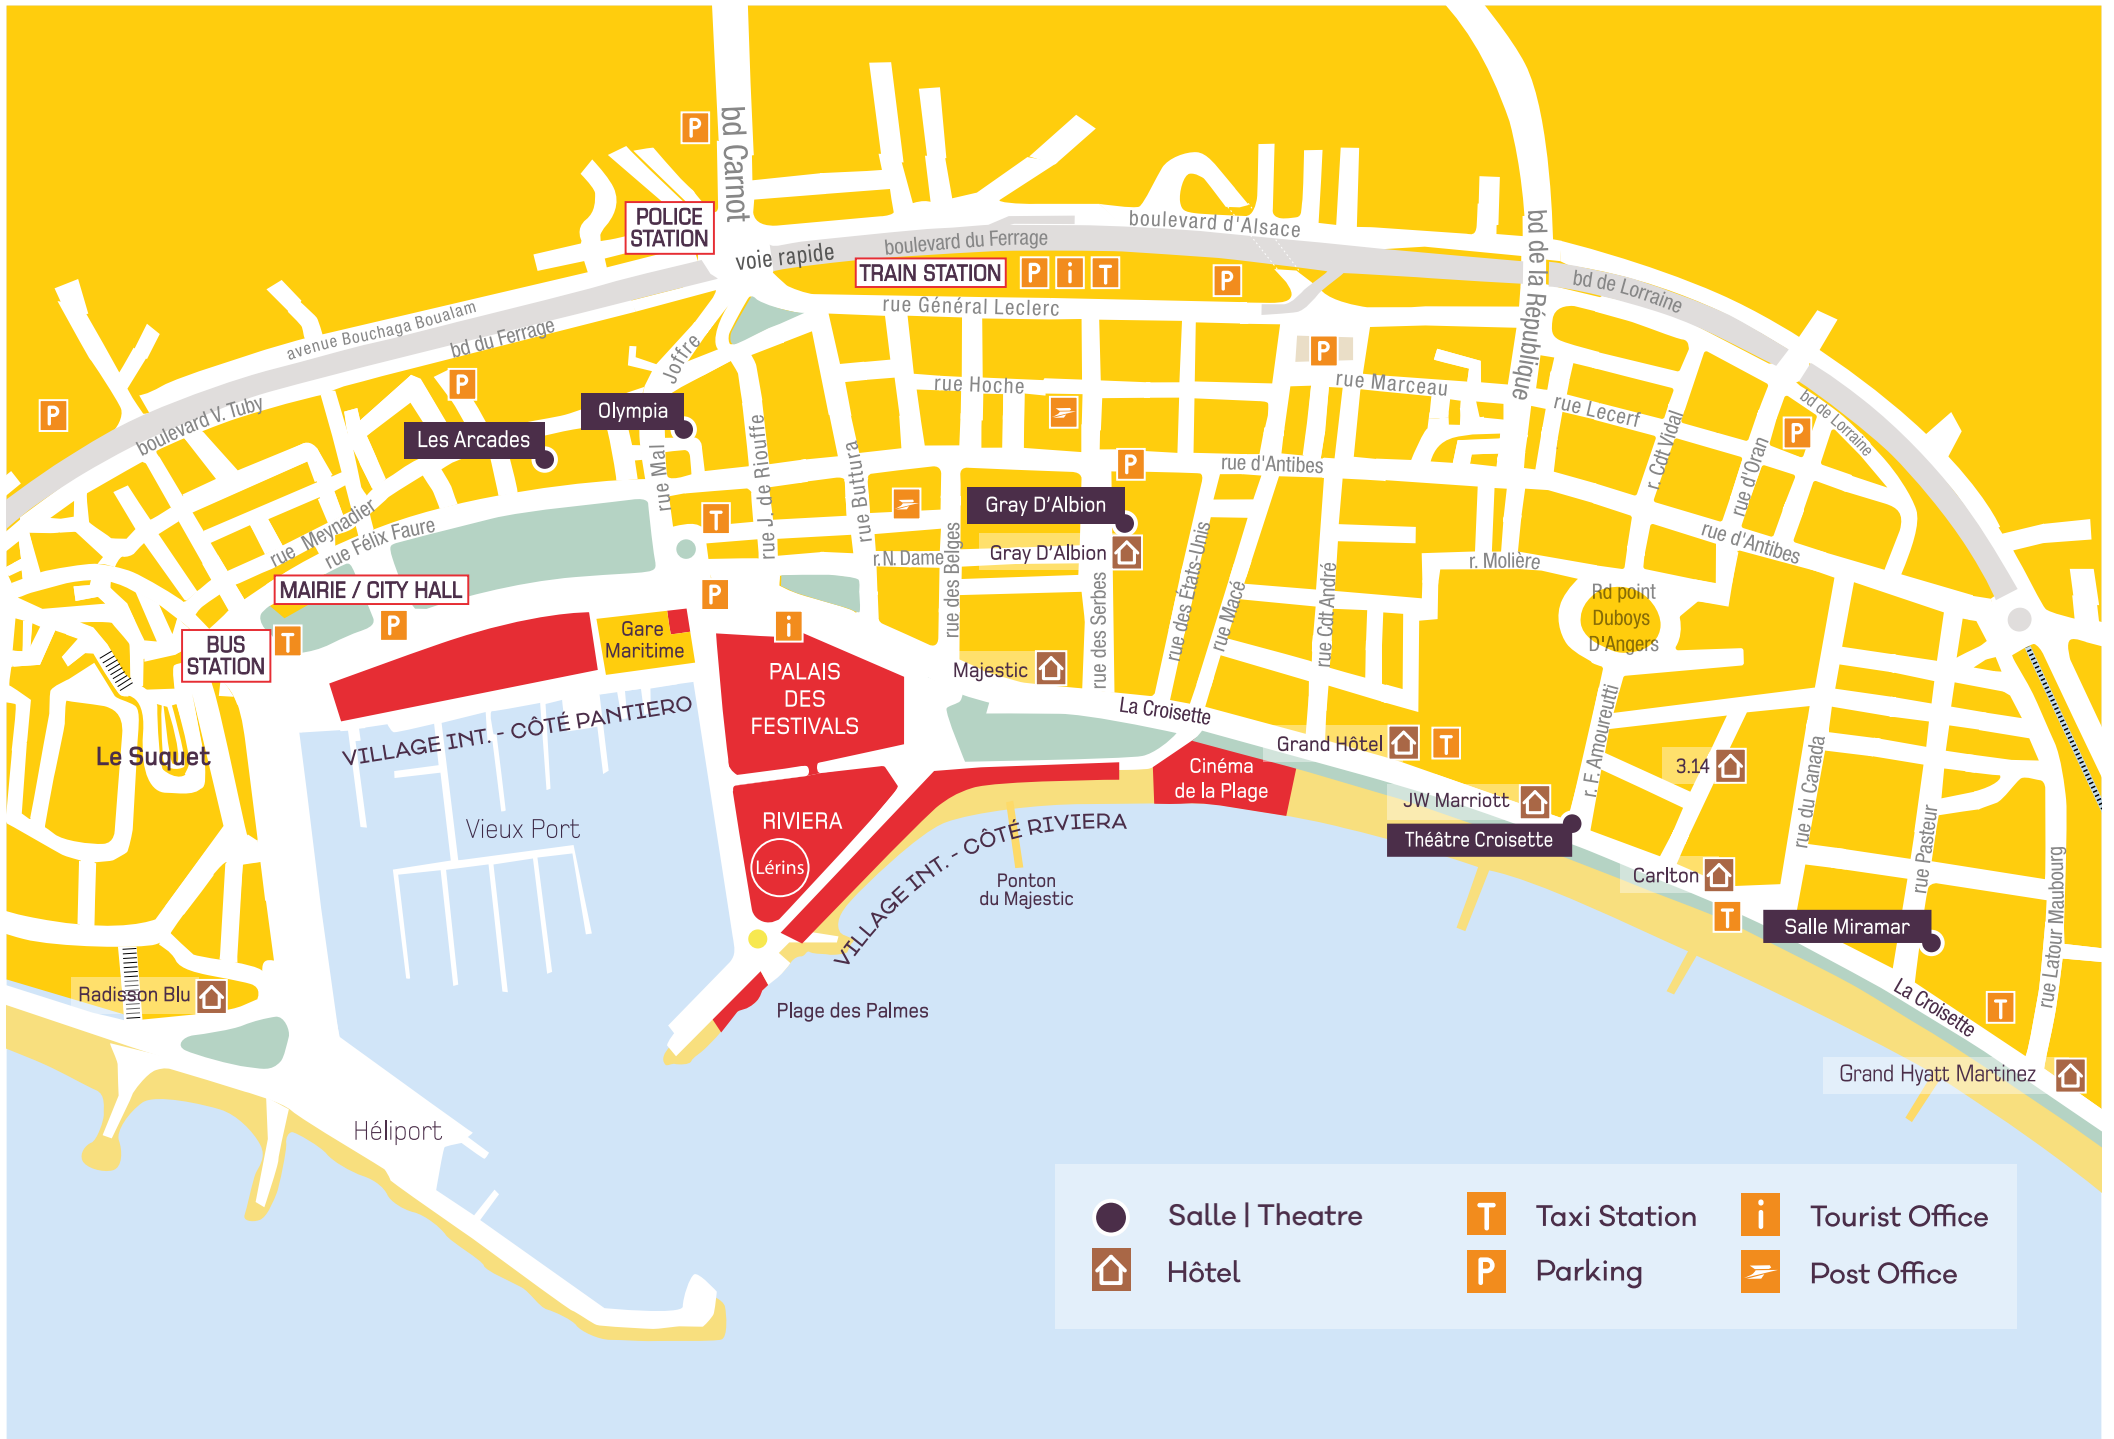 bd Carnot
P
POLICE
STATION
voie rapide
boulevard du Ferrage
boulevard d'Alsace
bd de la République
bd de Lorraine
TRAIN STATION
P
i
T
P
rue Général Leclerc
avenue Bouchaga Boualam
bd du Ferrage
boulevard V. Tuby
P
P
Joffre
Olympia
Les Arcades
rue Hoche
P
rue Marceau
rue Lecerf
r. Cdt Vidal
rue d'Oran
P
bd de Lorraine
rue Mal
rue J. de Riouffe
rue Buttura
P
rue d'Antibes
rue d'Antibes
rue Meynadier
rue Félix Faure
T
Gray D'Albion
Gray D'Albion
r.N. Dame
rue des Belges
rue des Serbes
rue des États-Unis
rue Macé
rue Cdt André
r. Molière
Rd point
Duboys
D'Angers
MAIRIE / CITY HALL
P
P
BUS
STATION
T
Gare
Maritime
i
PALAIS
DES
FESTIVALS
Majestic
La Croisette
Grand Hôtel
T
r. F. Amoureutti
3.14
rue du Canada
rue Pasteur
rue Latour Maubourg
Le Suquet
VILLAGE INT. - CÔTÉ PANTIERO
Vieux Port
RIVIERA
Lérins
VILLAGE INT. - CÔTÉ RIVIERA
Cinéma
de la Plage
JW Marriott
Théâtre Croisette
Ponton
du Majestic
Carlton
T
Salle Miramar
La Croisette
T
Radisson Blu
Plage des Palmes
Grand Hyatt Martinez
Héliport
Salle | Theatre
T
Taxi Station
i
Tourist Office
Hôtel
P
Parking
Post Office